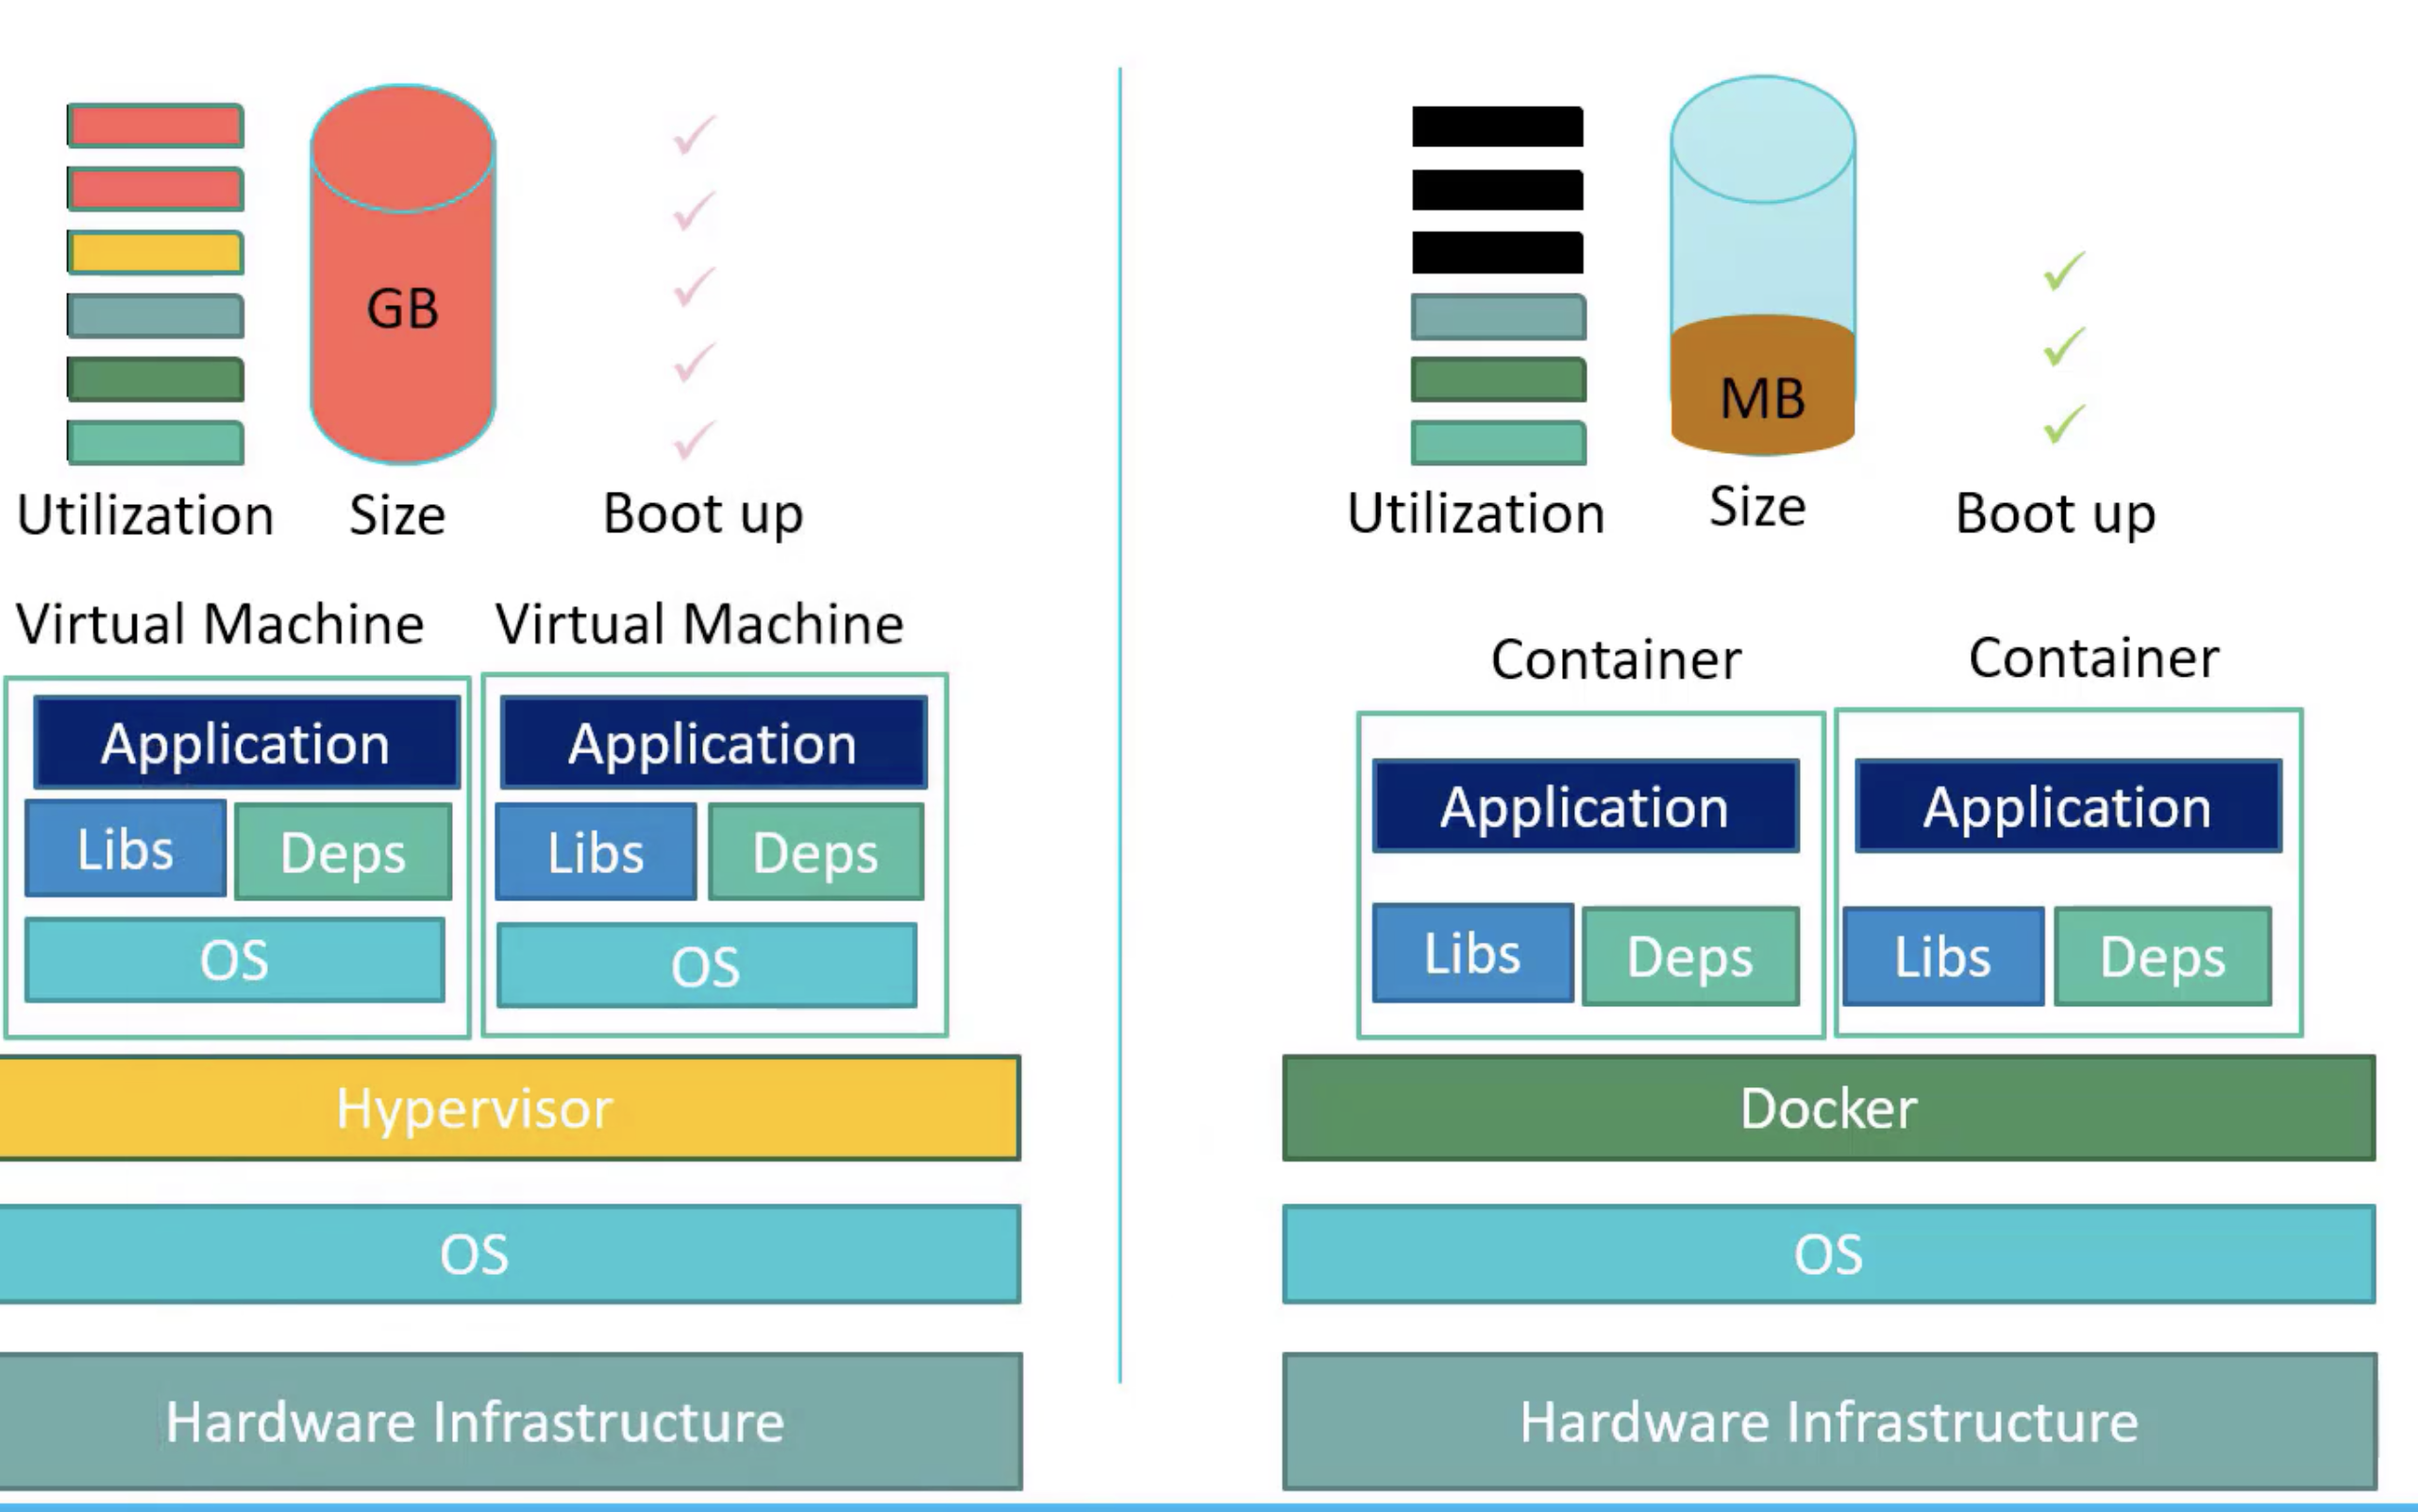 GB
Utilization
Size
Boot up
Virtual Machine
Virtual Machine
Application
Libs
Deps
OS
Application
Libs
Deps
OS
Hypervisor
OS
Hardware Infrastructure
MB
Utilization
Size
Boot up
Container
Container
Application
Libs
Deps
Application
Libs
Deps
Docker
OS
Hardware Infrastructure